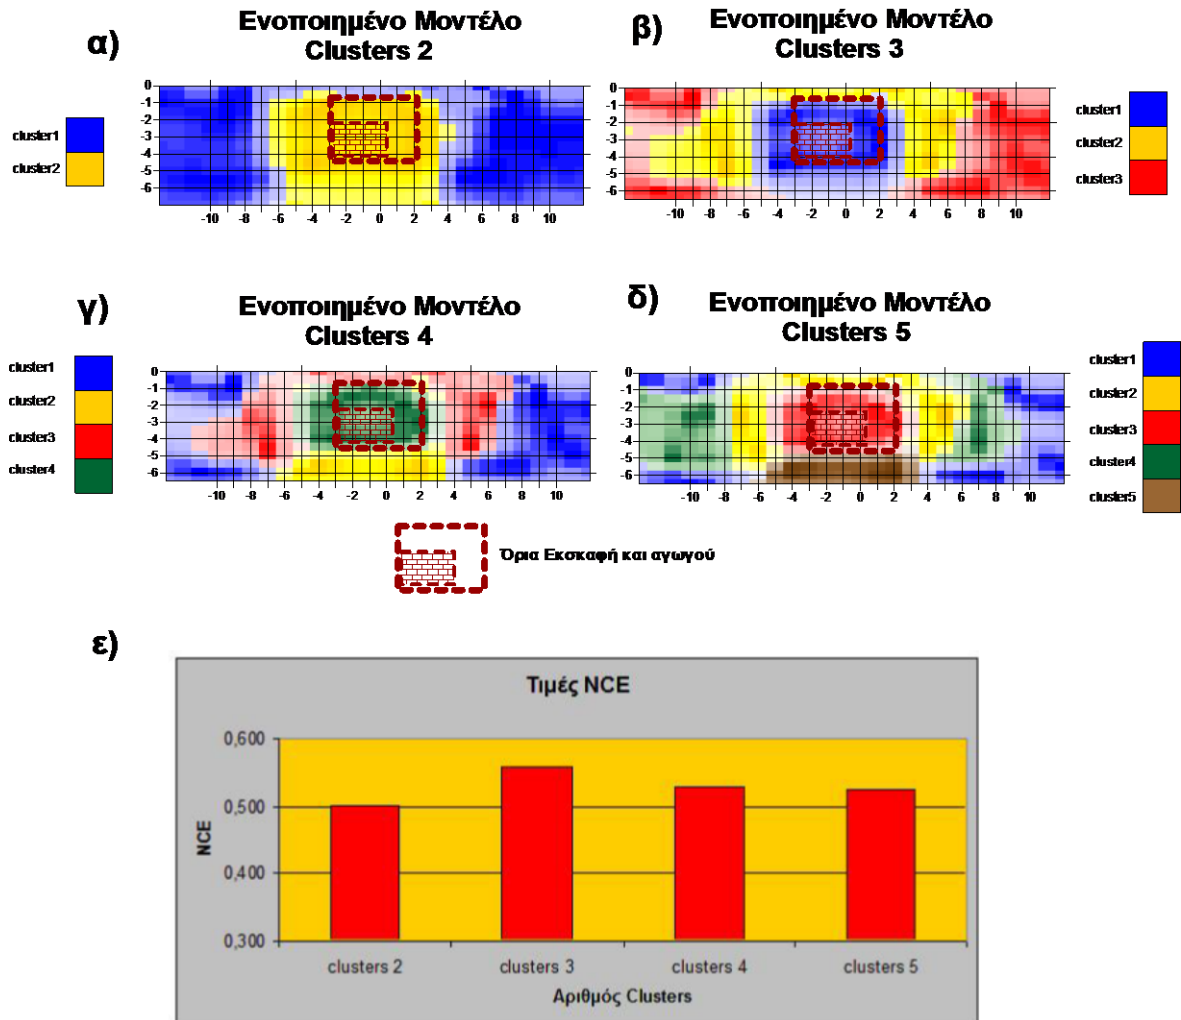 α)
Ενοποιημένο Μοντέλο
Clusters 2
cluster1
cluster2
0
-1
-2
-3
-4
-5
-6
-10 -8 -6 -4 -2 0 2 4 6 8 10
β)
Ενοποιημένο Μοντέλο
Clusters 3
0
-1
-2
-3
-4
-5
-6
-10 -8 -6 -4 -2 0 2 4 6 8 10
cluster1
cluster2
cluster3
γ)
Ενοποιημένο Μοντέλο
Clusters 4
cluster1
cluster2
cluster3
cluster4
0
-1
-2
-3
-4
-5
-6
-10 -8 -6 -4 -2 0 2 4 6 8 10
δ)
Ενοποιημένο Μοντέλο
Clusters 5
0
-1
-2
-3
-4
-5
-6
-10 -8 -6 -4 -2 0 2 4 6 8 10
cluster1
cluster2
cluster3
cluster4
cluster5
Όρια Εκσκαφή και αγωγού
ε)
Τιμές NCE
0,600
0,500
0,400
0,300
NCE
clusters 2 clusters 3 clusters 4 clusters 5
Αριθμός Clusters